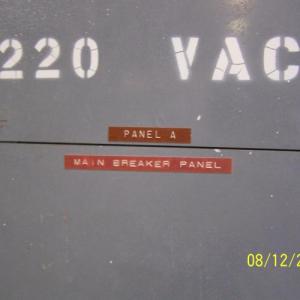 220 VAC
PANEL A
MAIN BREAKER PANEL
08/12/2